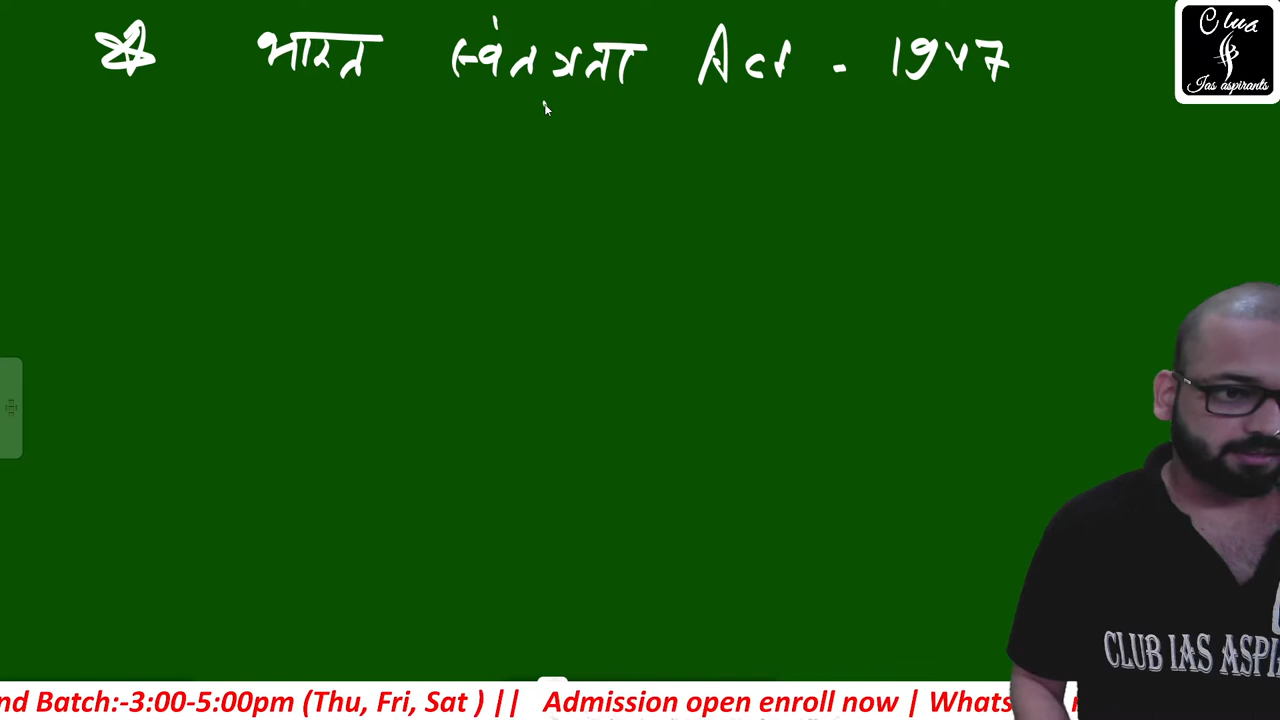 भारत स्वंतत्रता Act - 1947
Club
Ias aspirants
CLUB IAS ASPI
nd Batch:-3:00-5:00pm (Thu, Fri, Sat ) || Admission open enroll now | Whats